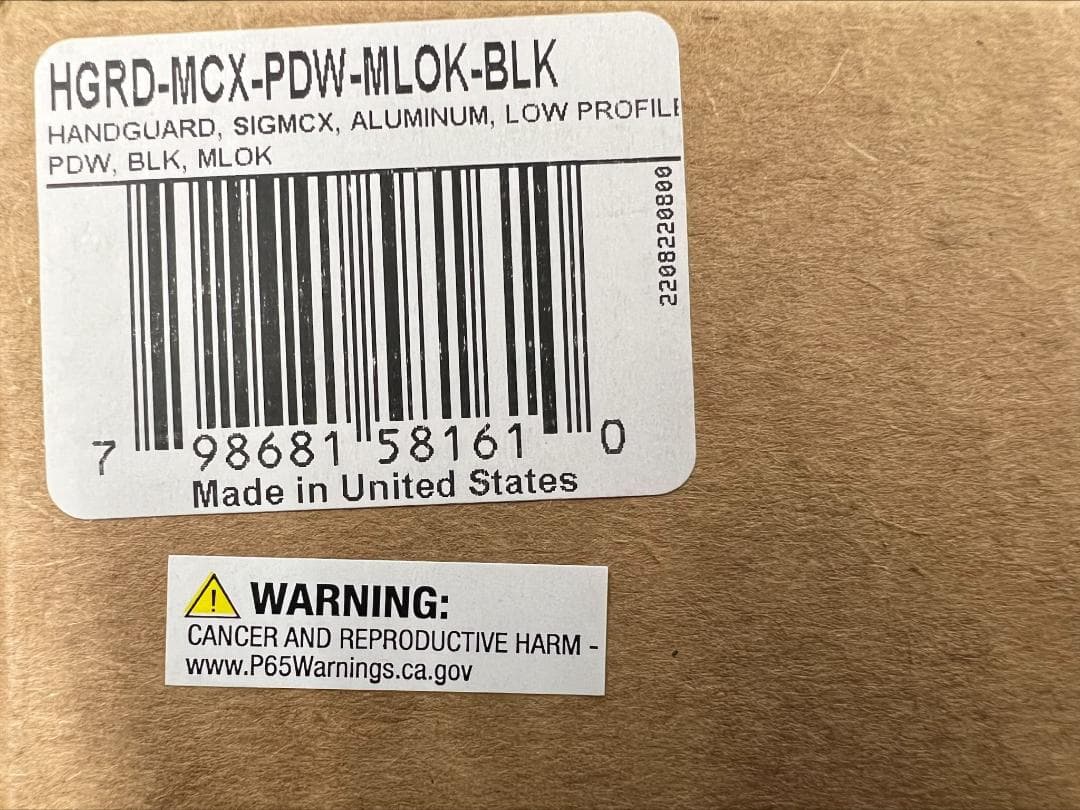 HGRD-MCX-PDW-MLOK-BLK
HANDGUARD, SIGMCX, ALUMINUM, LOW PROFILE
PDW, BLK, MLOK
2208220800
7 98681 58161 0
Made in United States
WARNING:
CANCER AND REPRODUCTIVE HARM -
www.P65Warnings.ca.gov